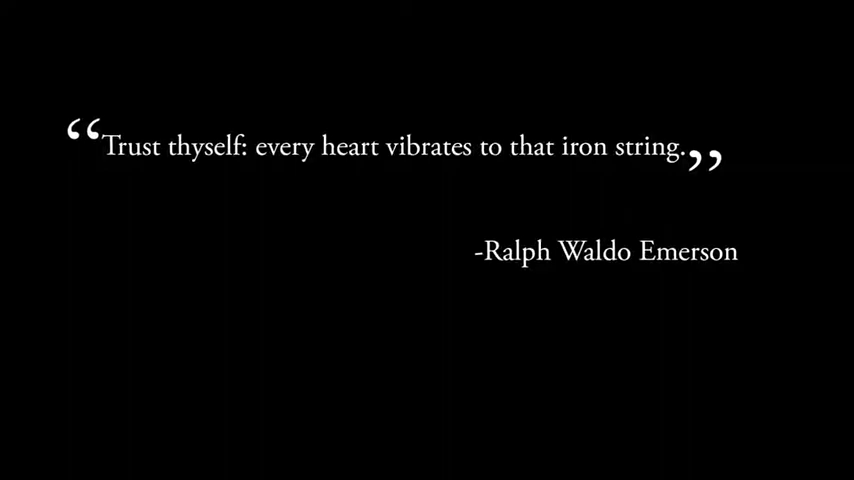 “Trust thyself: every heart vibrates to that iron string.”
-Ralph Waldo Emerson